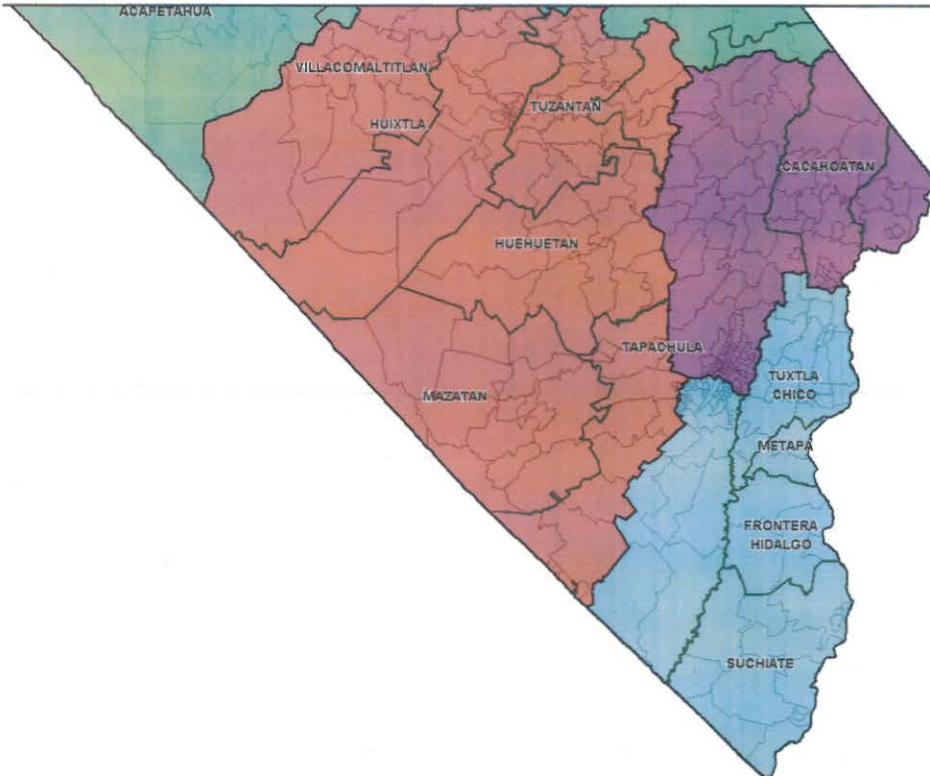 ACAPETAHUA
VILLACOMALTITLAN
HUIXTLA
TUZANTAN
CACAHOATAN
HUEHUETAN
TAPACHULA
MAZATAN
TUXTLA
CHICO
METAPA
FRONTERA
HIDALGO
SUCHIATE